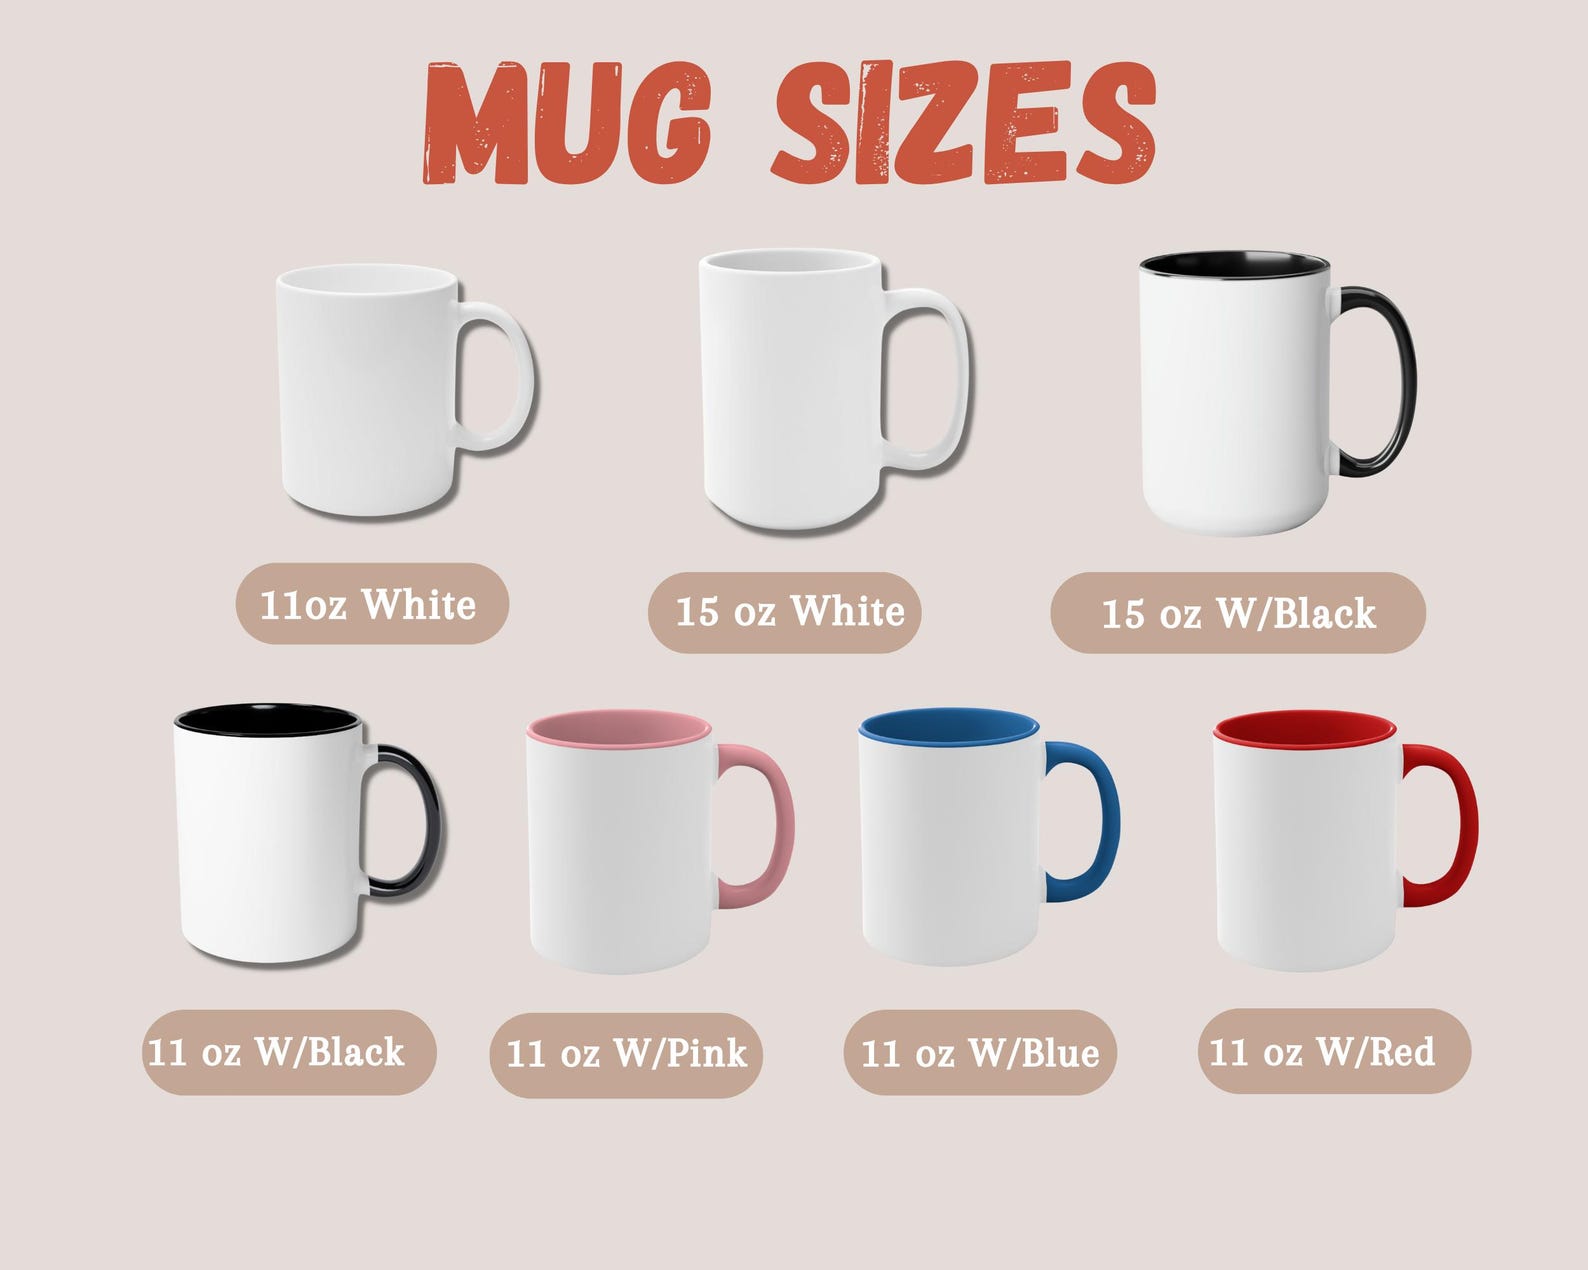 MUG SIZES
11oz White
15 oz White
15 oz W/Black
11 oz W/Black
11 oz W/Pink
11 oz W/Blue
11 oz W/Red